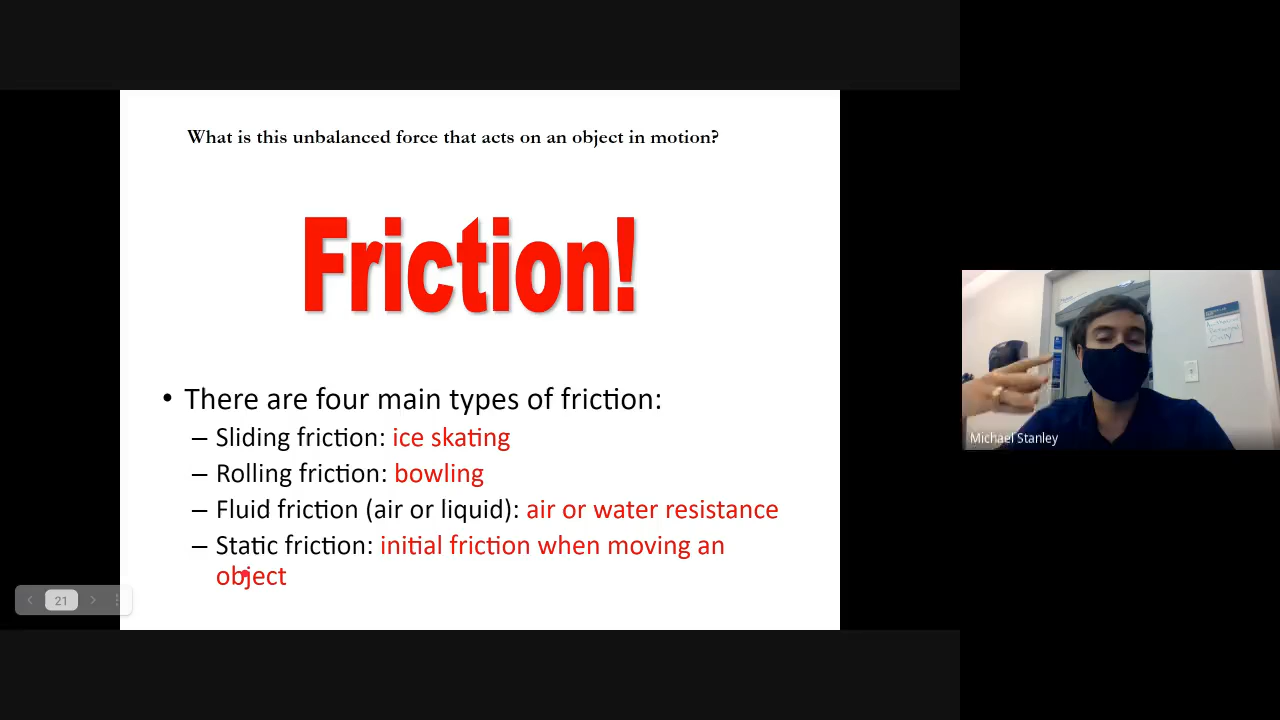 What is this unbalanced force that acts on an object in motion?
Friction!
• There are four main types of friction:
– Sliding friction: ice skating
– Rolling friction: bowling
– Fluid friction (air or liquid): air or water resistance
– Static friction: initial friction when moving an
object
21
Michael Stanley